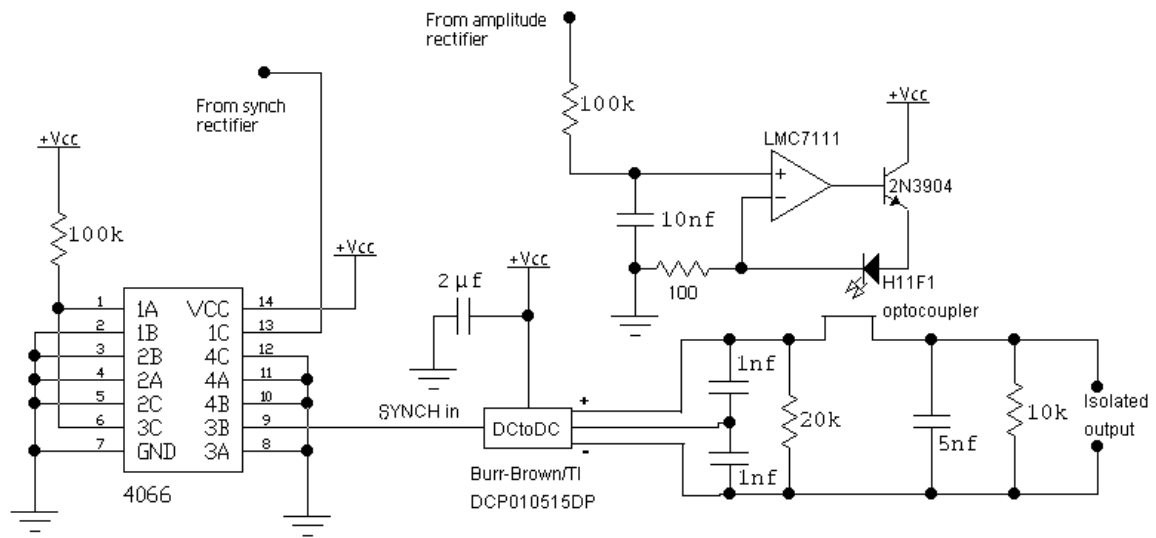 From amplitude
rectifier
100k
+Vcc
LMC7111
+
−
2N3904
10nf
100
H11F1
optocoupler
From synch
rectifier
+Vcc
100k
+Vcc
1 1A VCC 14
2 1B 1C 13
3 2B 4C 12
4 2A 4A 11
5 2C 4B 10
6 3C 3B 9
7 GND 3A 8
4066
+Vcc
2 µf
SYNCH in
DCtoDC
+
-
Burr-Brown/TI
DCP010515DP
1nf
1nf
20k
5nf
10k
Isolated
output